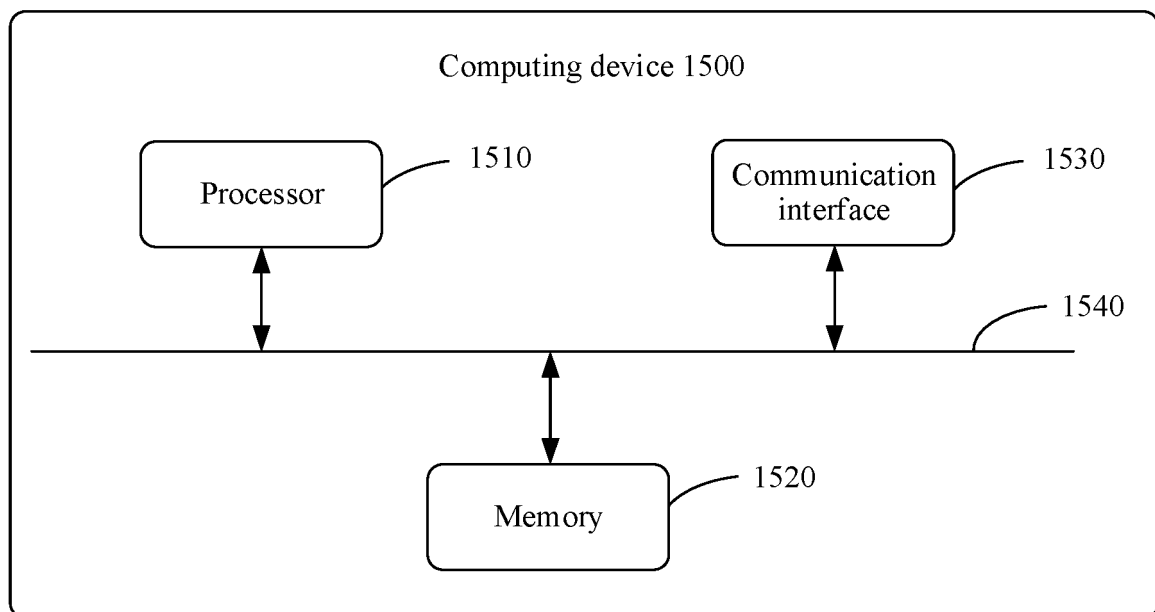 Computing device 1500
1510
Processor
1530
Communication
interface
1540
1520
Memory